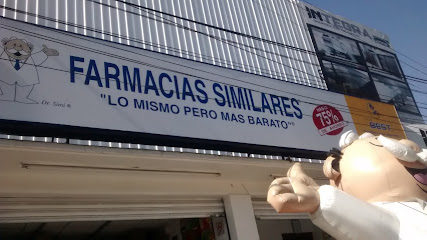 INTEGRA
FARMACIAS SIMILARES
"LO MISMO PERO MAS BARATO"
75%
Dr. Simi